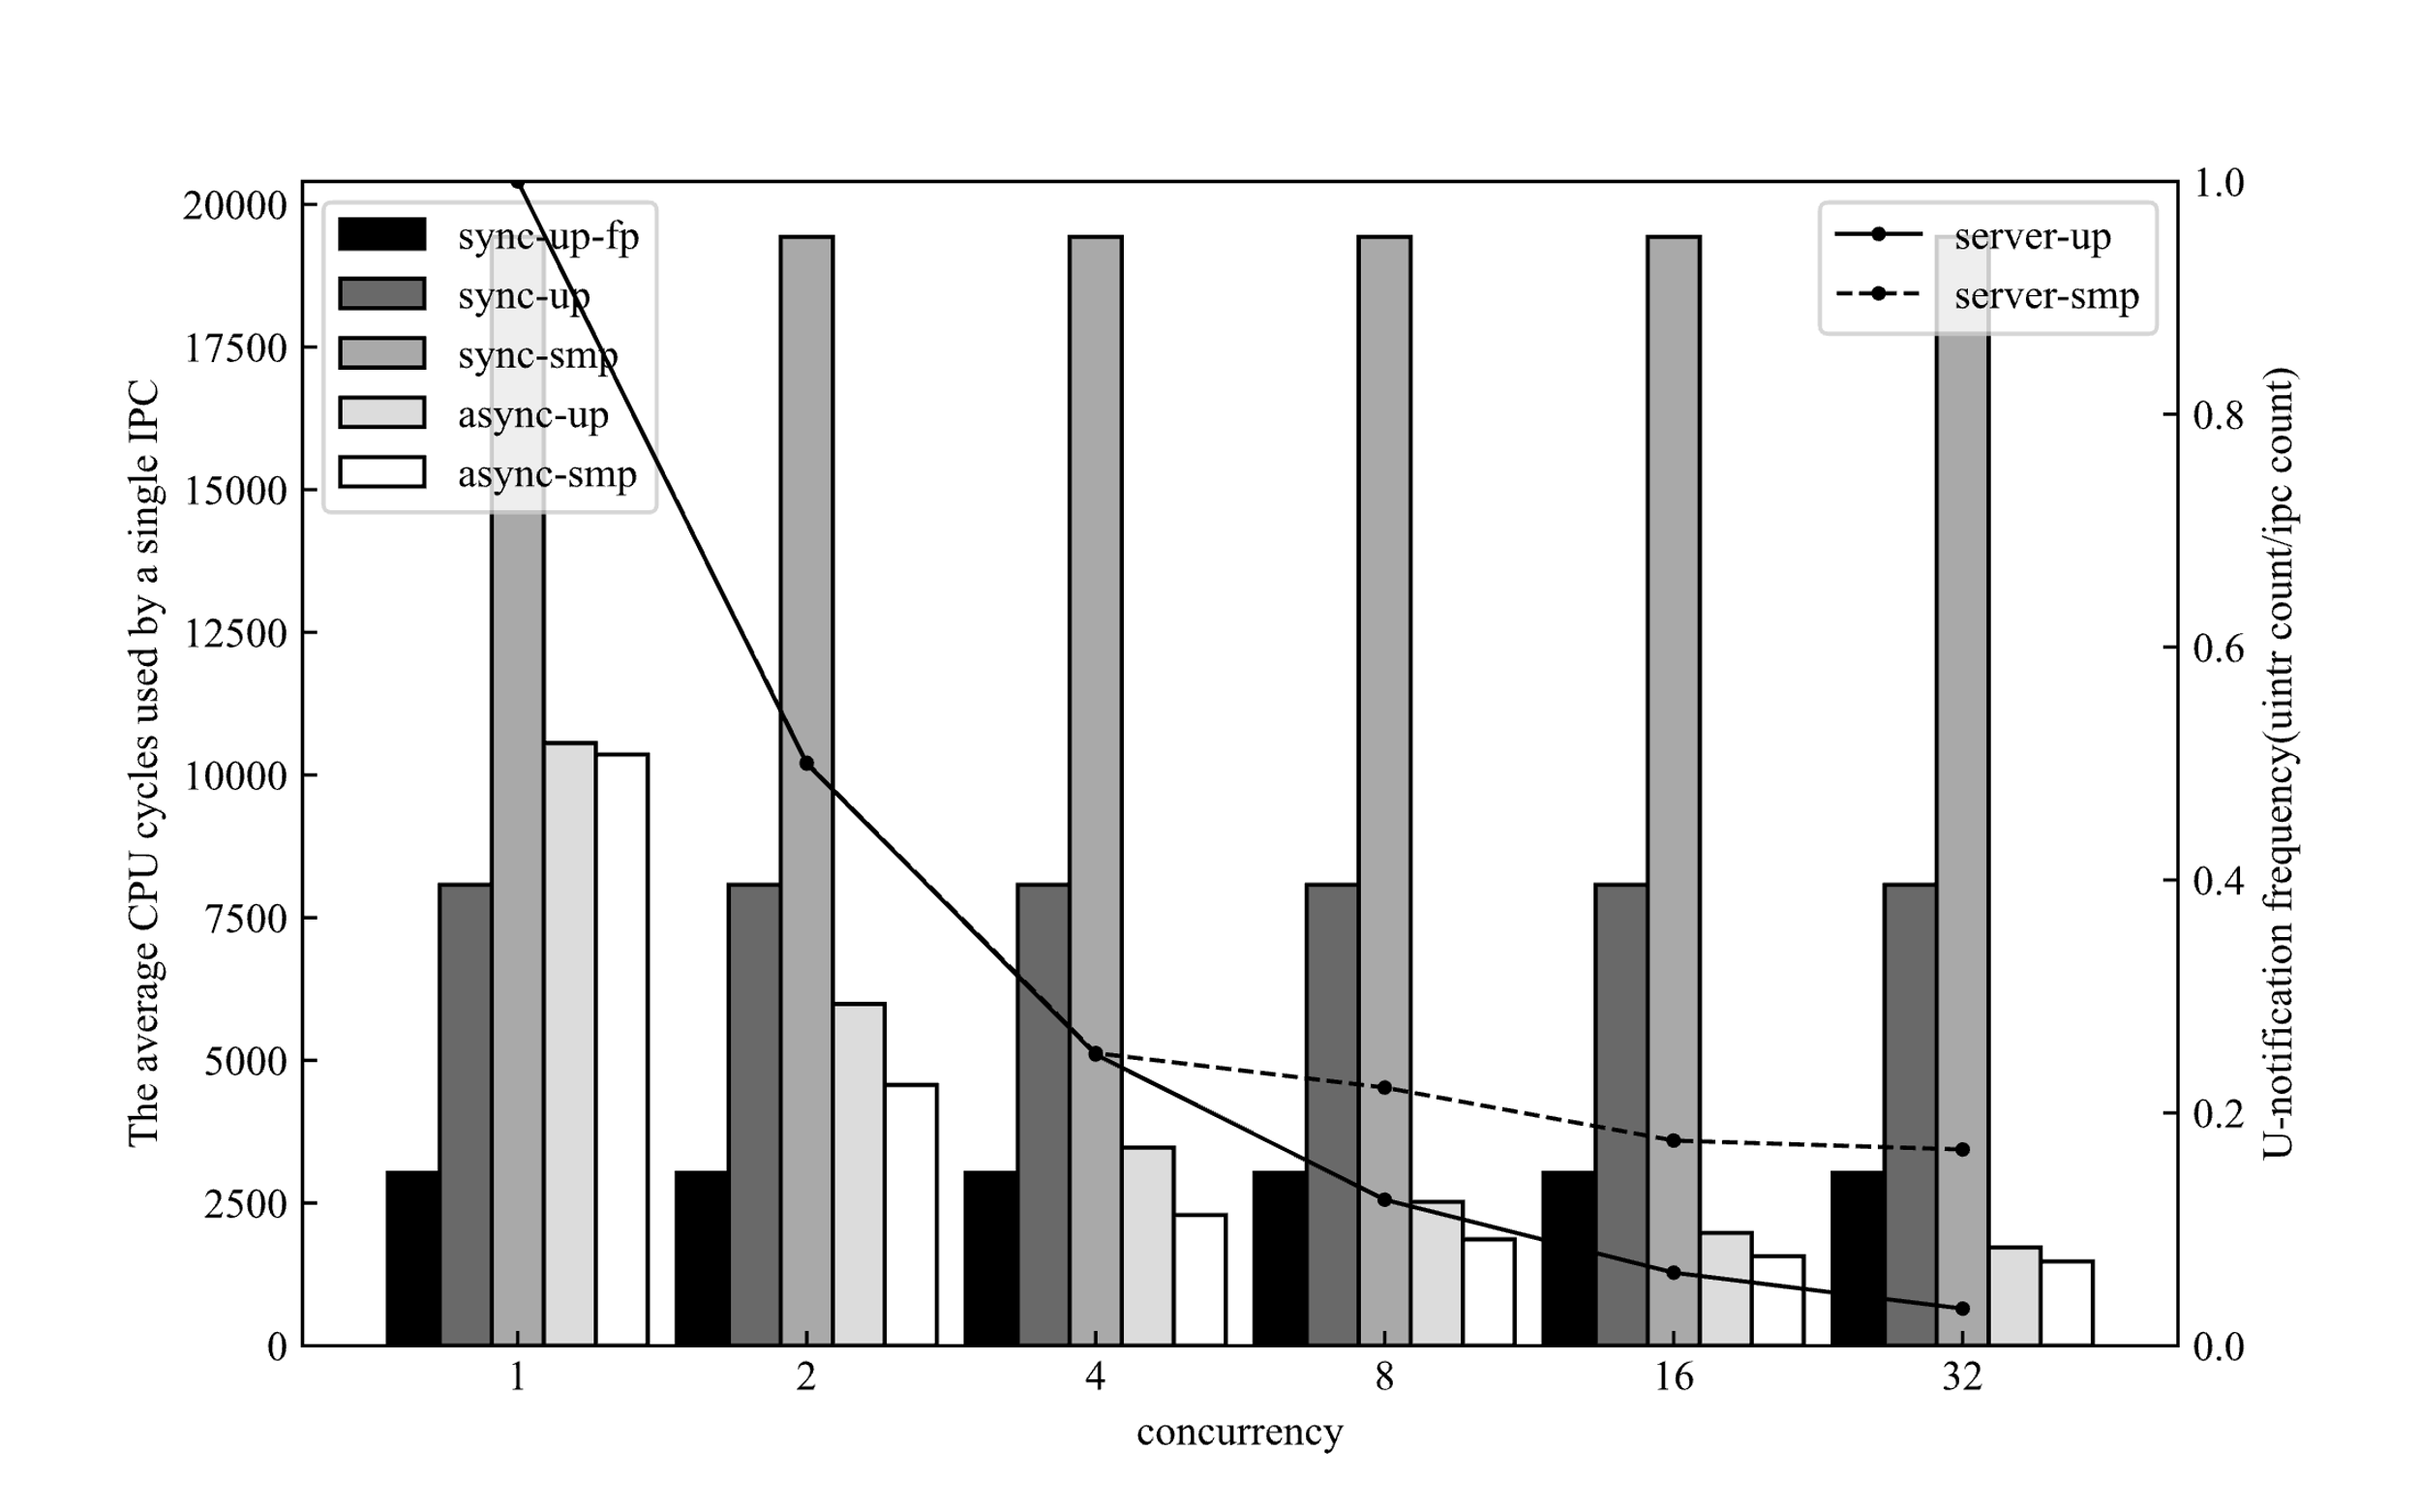 The average CPU cycles used by a single IPC
20000
17500
15000
12500
10000
7500
5000
2500
0
sync-up-fp
sync-up
sync-smp
async-up
async-smp
server-up
server-smp
1.0
0.8
0.6
0.4
0.2
0.0
U-notification frequency(uintr count/ipc count)
1 2 4 8 16 32
concurrency